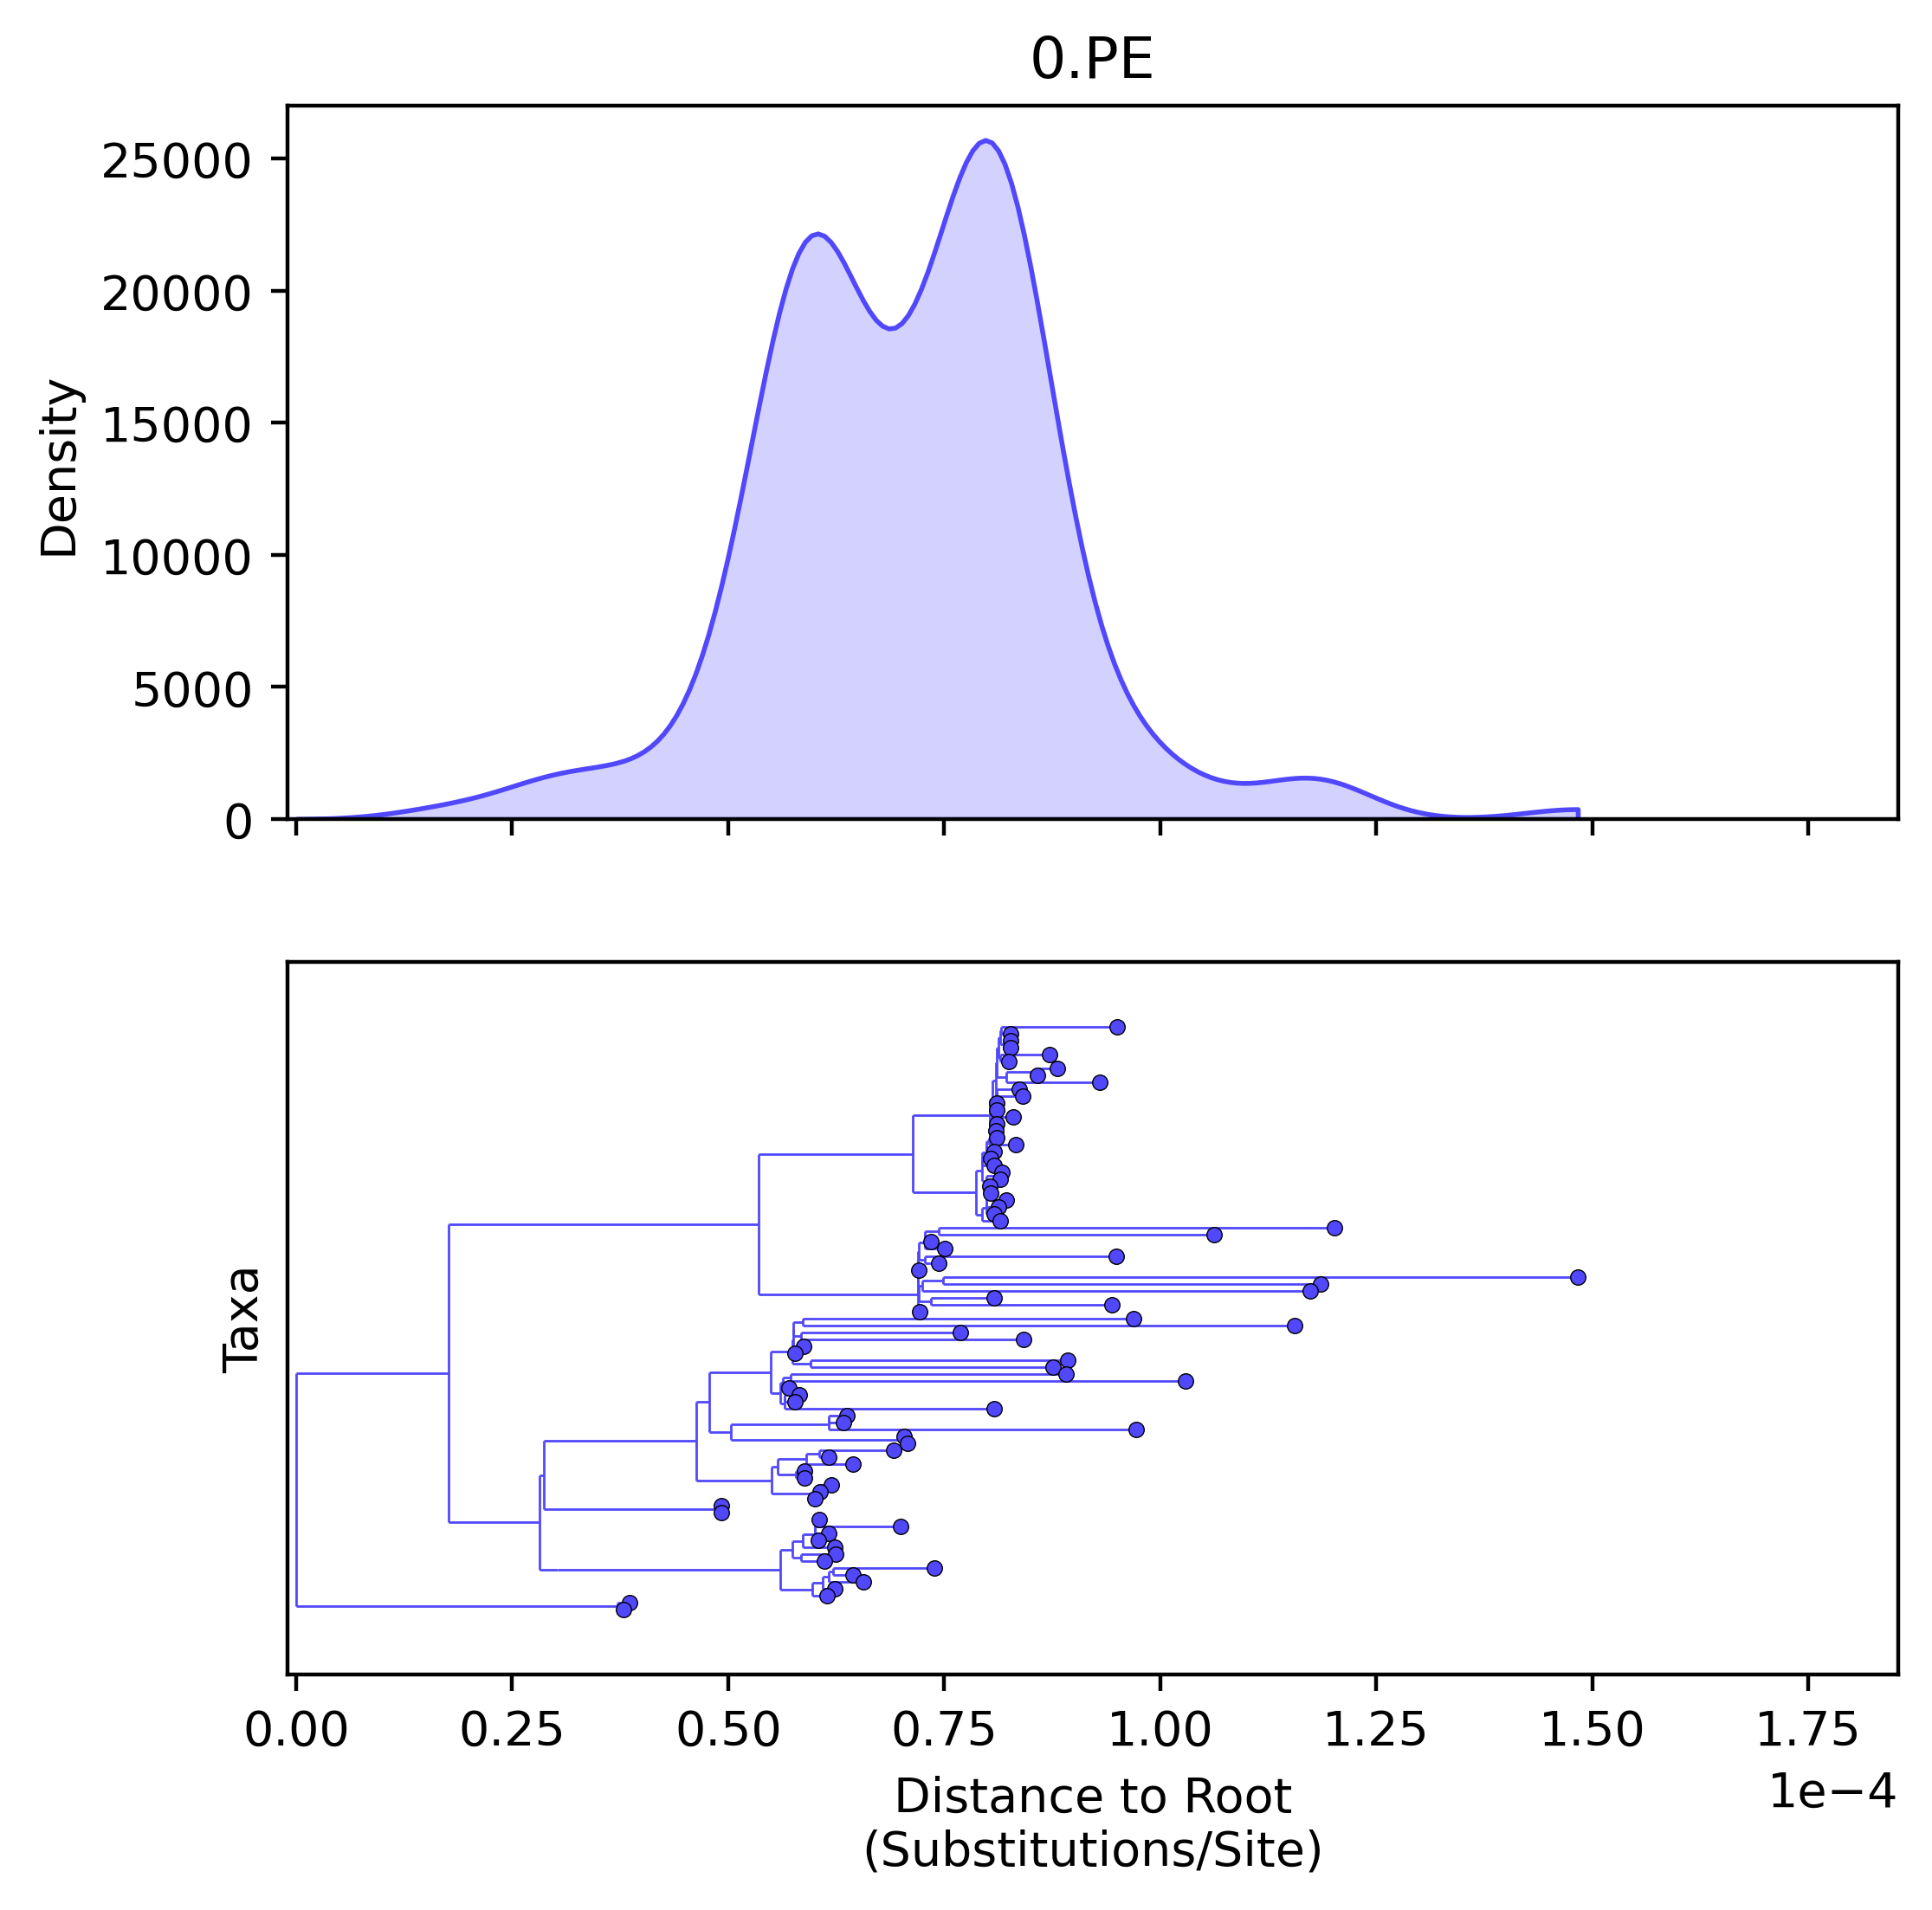 0.PE
25000
20000
15000
10000
5000
0
Density
Taxa
0.00 0.25 0.50 0.75 1.00 1.25 1.50 1.75
1e−4
Distance to Root
(Substitutions/Site)